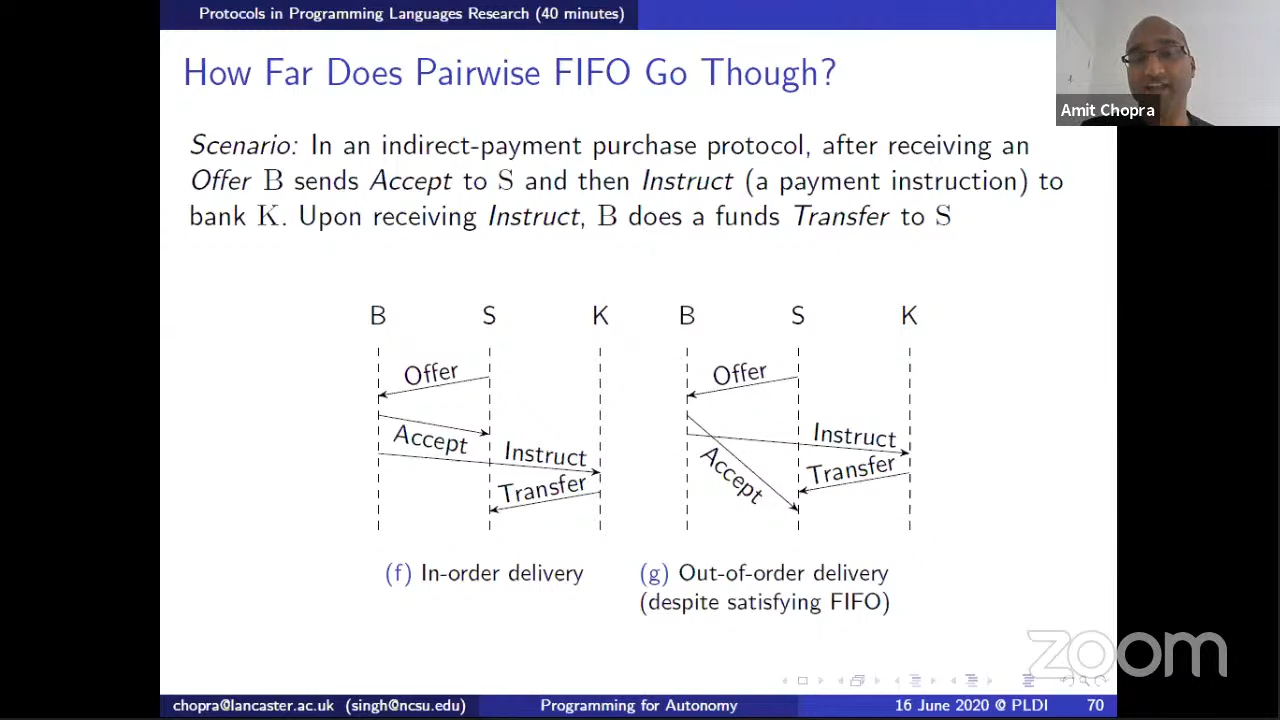 Protocols in Programming Languages Research (40 minutes)
How Far Does Pairwise FIFO Go Though?
Amit Chopra
Scenario: In an indirect-payment purchase protocol, after receiving an
Offer B sends Accept to S and then Instruct (a payment instruction) to
bank K. Upon receiving Instruct, B does a funds Transfer to S
B S K B S K
Offer Offer
Accept Instruct Instruct
Transfer Accept Transfer
(f) In-order delivery (g) Out-of-order delivery
(despite satisfying FIFO)
zoom
chopra@lancaster.ac.uk (singh@ncsu.edu) Programming for Autonomy 16 June 2020 @ PLDI 70